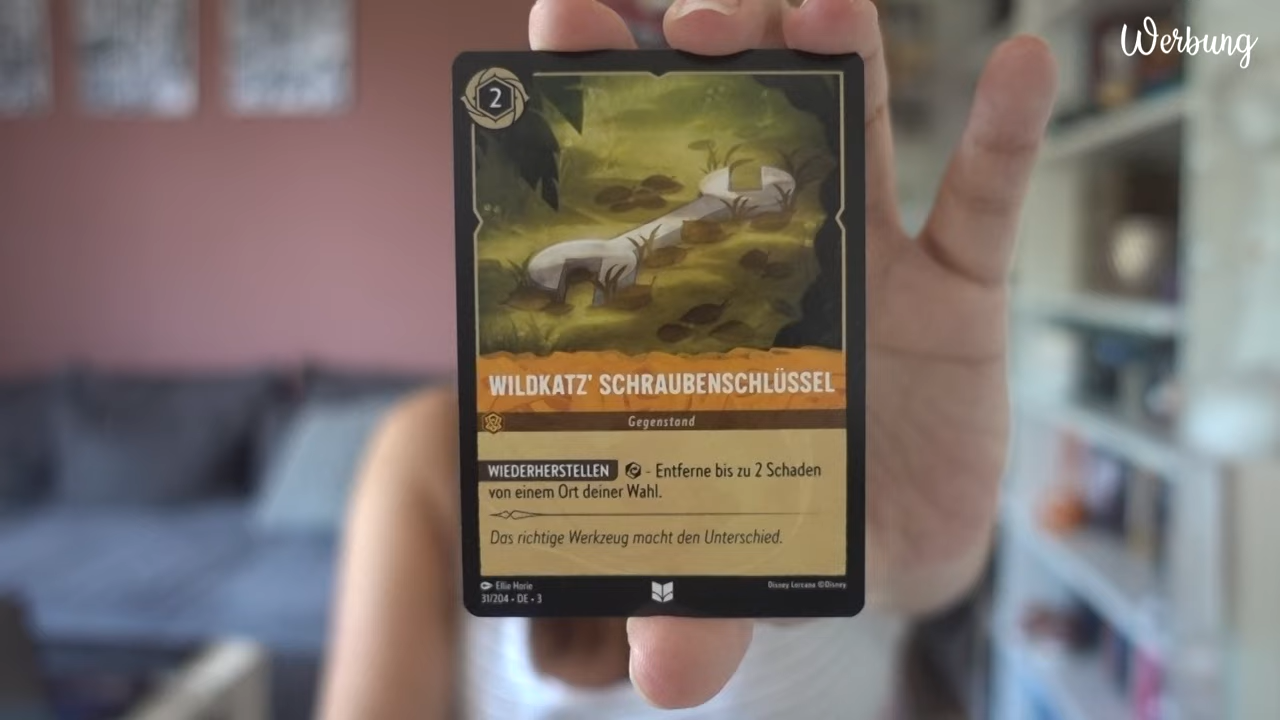 Werbung
2
WILDKATZ' SCHRAUBENSCHLÜSSEL
Gegenstand
WIEDERHERSTELLEN - Entferne bis zu 2 Schaden
von einem Ort deiner Wahl.
Das richtige Werkzeug macht den Unterschied.
Ellie Horie
Disney Lorcana ©Disney
31/204 • DE • 3